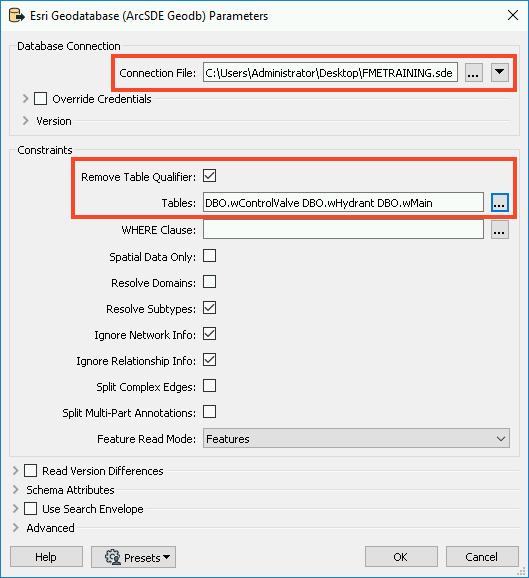 Esri Geodatabase (ArcSDE Geodb) Parameters
Database Connection
Connection File: C:\Users\Administrator\Desktop\FMETRAINING.sde ...
Override Credentials
Version
Constraints
Remove Table Qualifier:
Tables: DBO.wControlValve DBO.wHydrant DBO.wMain ...
WHERE Clause: ...
Spatial Data Only:
Resolve Domains:
Resolve Subtypes:
Ignore Network Info:
Ignore Relationship Info:
Split Complex Edges:
Split Multi-Part Annotations:
Feature Read Mode: Features
Read Version Differences
Schema Attributes
Use Search Envelope
Advanced
Help Presets OK Cancel